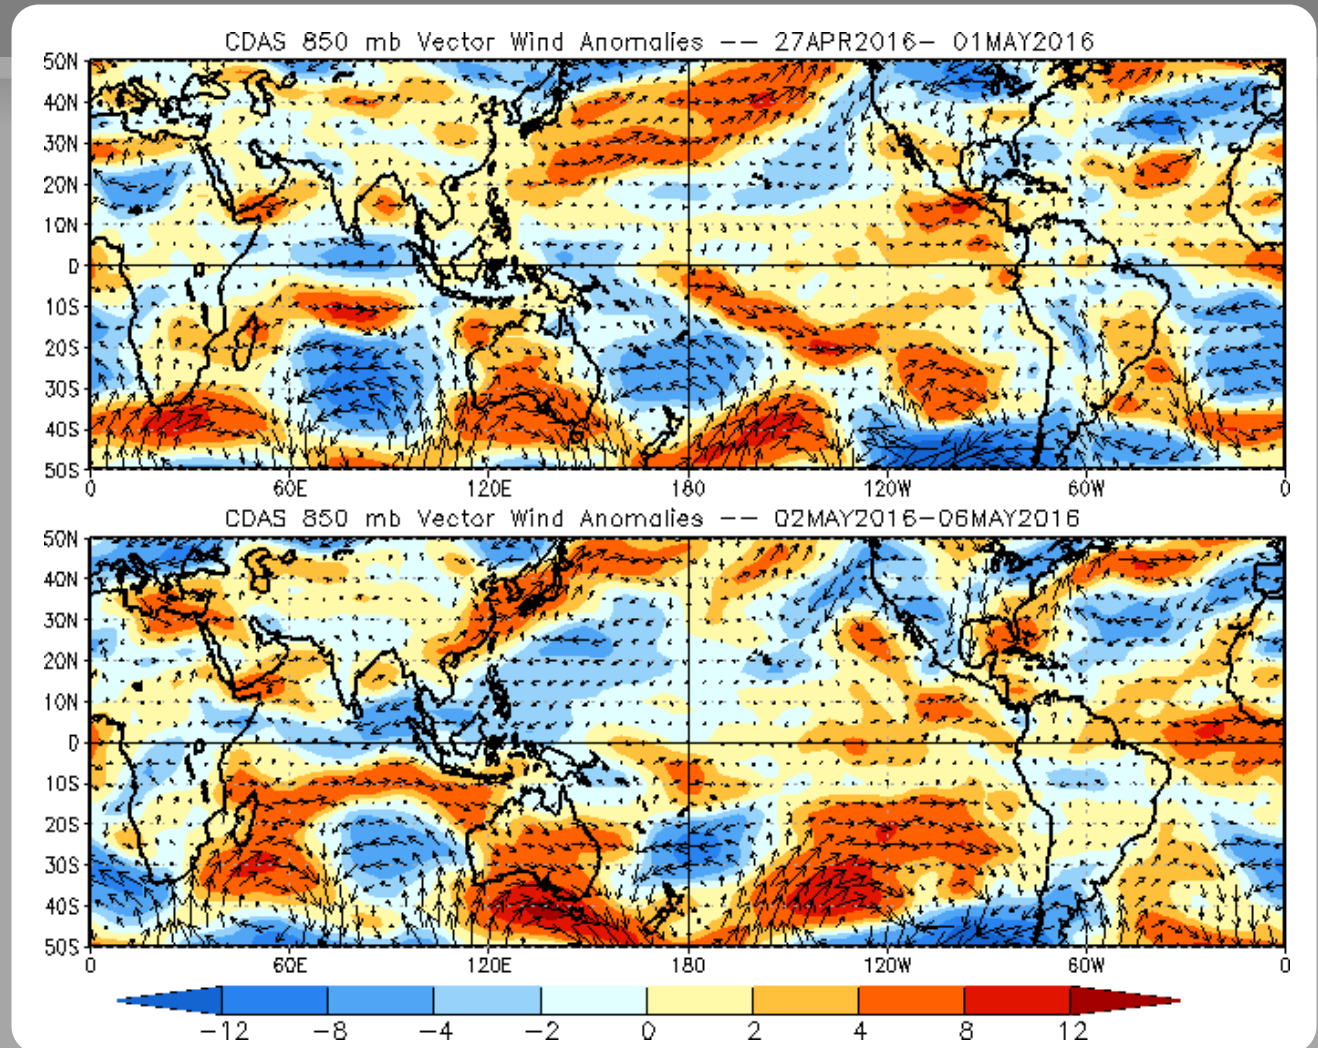 CDAS 850 mb Vector Wind Anomalies -- 27APR2016- 01MAY2016
50N
40N
30N
20N
10N
0
10S
20S
30S
40S
50S
0 60E 120E 180 120W 60W 0
CDAS 850 mb Vector Wind Anomalies -- 02MAY2016-06MAY2016
50N
40N
30N
20N
10N
0
10S
20S
30S
40S
50S
0 60E 120E 180 120W 60W 0
-12 -8 -4 -2 0 2 4 8 12